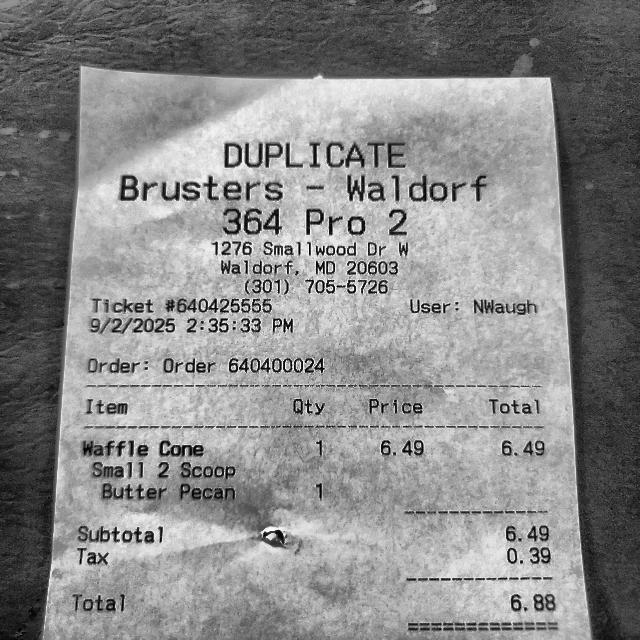 DUPLICATE
Brusters - Waldorf
364 Pro 2
1276 Smallwood Dr W
Waldorf, MD 20603
(301) 705-5726
Ticket #640425555 User: NWaugh
9/2/2025 2:35:33 PM
Order: Order 640400024
Item Qty Price Total
Waffle Cone 1 6.49 6.49
Small 2 Scoop
Butter Pecan 1
Subtotal 6.49
Tax 0.39
Total 6.88